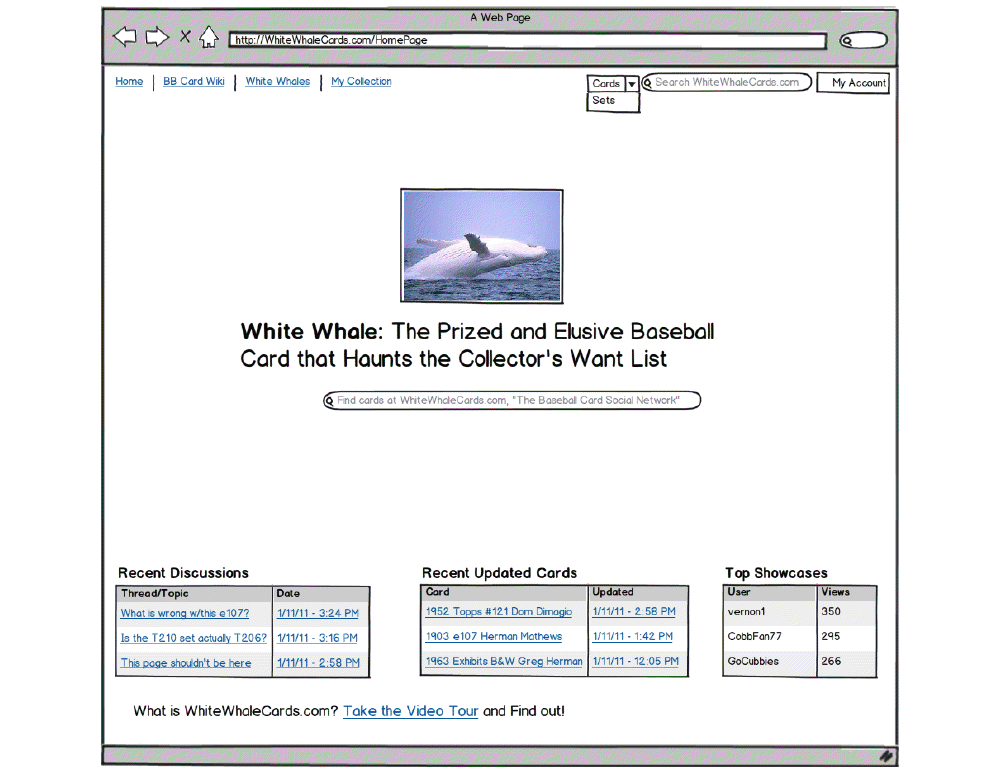 A Web Page
http://WhiteWhaleCards.com/HomePage
Home | BB Card Wiki | White Whales | My Collection
Cards
Search WhiteWhaleCards.com
My Account
Sets
White Whale: The Prized and Elusive Baseball
Card that Haunts the Collector's Want List
Find cards at WhiteWhaleCards.com, "The Baseball Card Social Network"
Recent Discussions
Thread/Topic Date
What is wrong w/this e107? 1/11/11 - 3:24 PM
Is the T210 set actually T206? 1/11/11 - 3:16 PM
This page shouldn't be here 1/11/11 - 2:58 PM
Recent Updated Cards
Card Updated
1952 Topps #121 Dom Dimagio 1/11/11 - 2:58 PM
1903 e107 Herman Mathews 1/11/11 - 1:42 PM
1963 Exhibits B&W Greg Herman 1/11/11 - 12:05 PM
Top Showcases
User Views
vernon1 350
CobbFan77 295
GoCubbies 266
What is WhiteWhaleCards.com? Take the Video Tour and Find out!